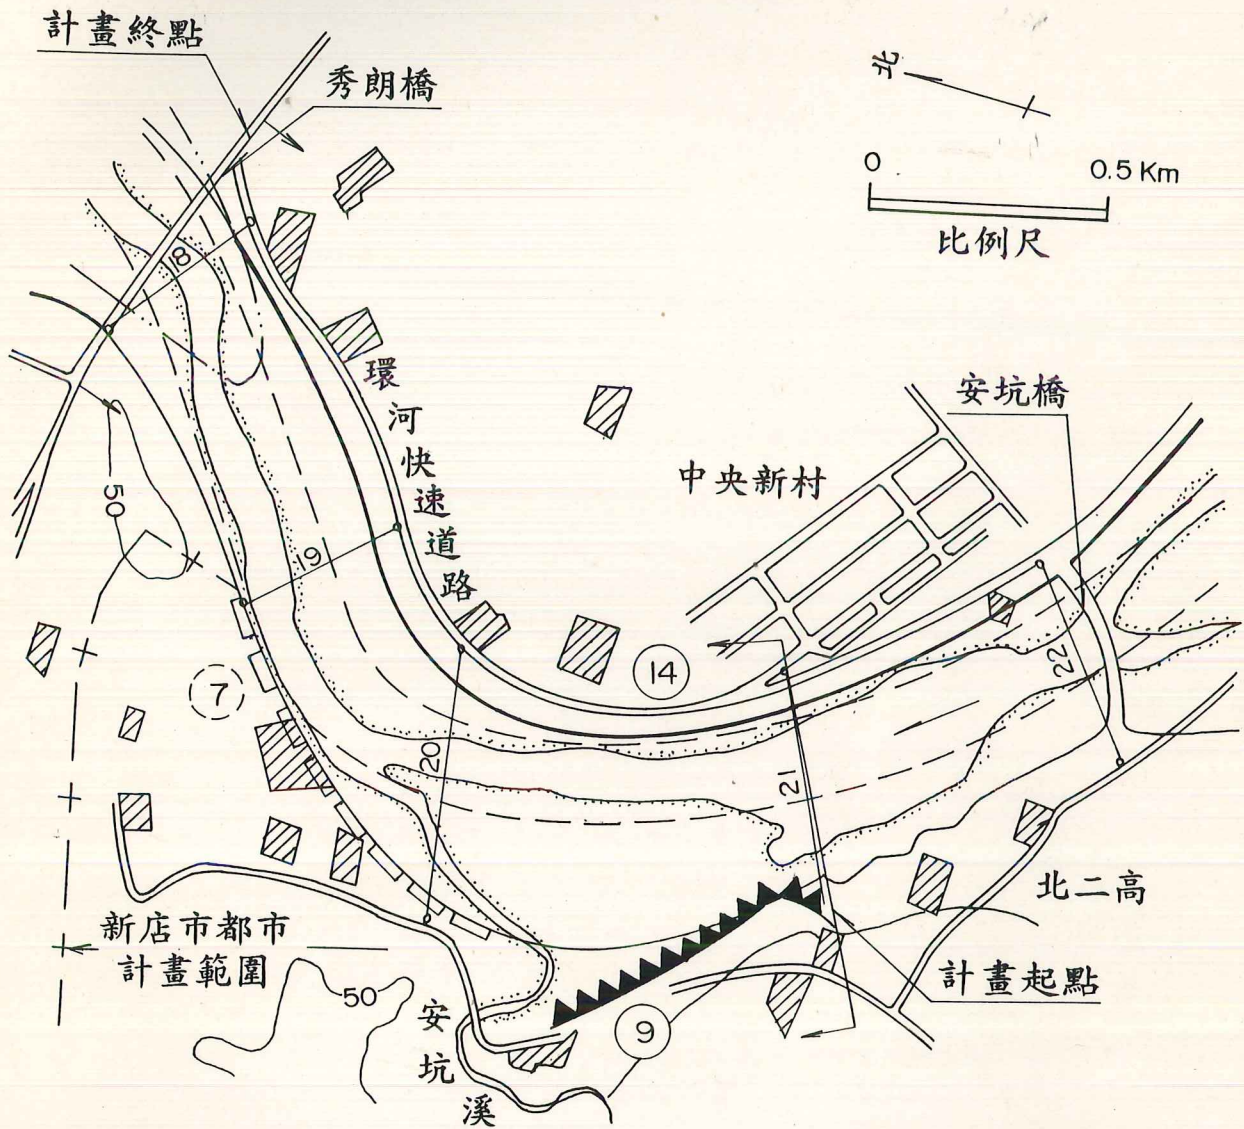 計畫終點
秀朗橋
北
0
0.5 Km
比例尺
18
環河快速道路
安坑橋
中央新村
50
19
14
22
7
20
21
北二高
新店市都市
計畫範圍
50
計畫起點
9
安坑溪